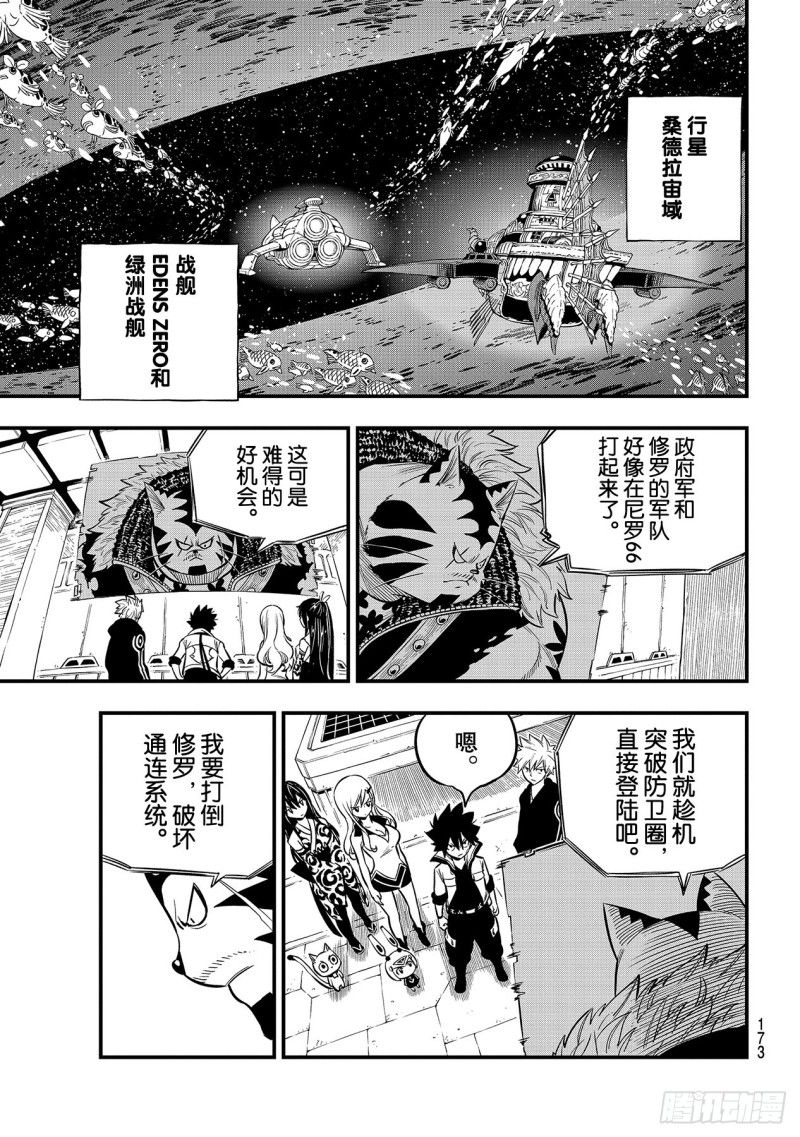 行星
桑德拉宙域
战舰
EDENS ZERO和
绿洲战舰
政府军和
修罗的军队
好像在尼罗66
打起来了。
这可是
难得的
好机会。
我们就趁机
突破防卫圈，
直接登陆吧。
嗯。
我要打倒
修罗，破坏
通连系统。
173
腾讯动漫